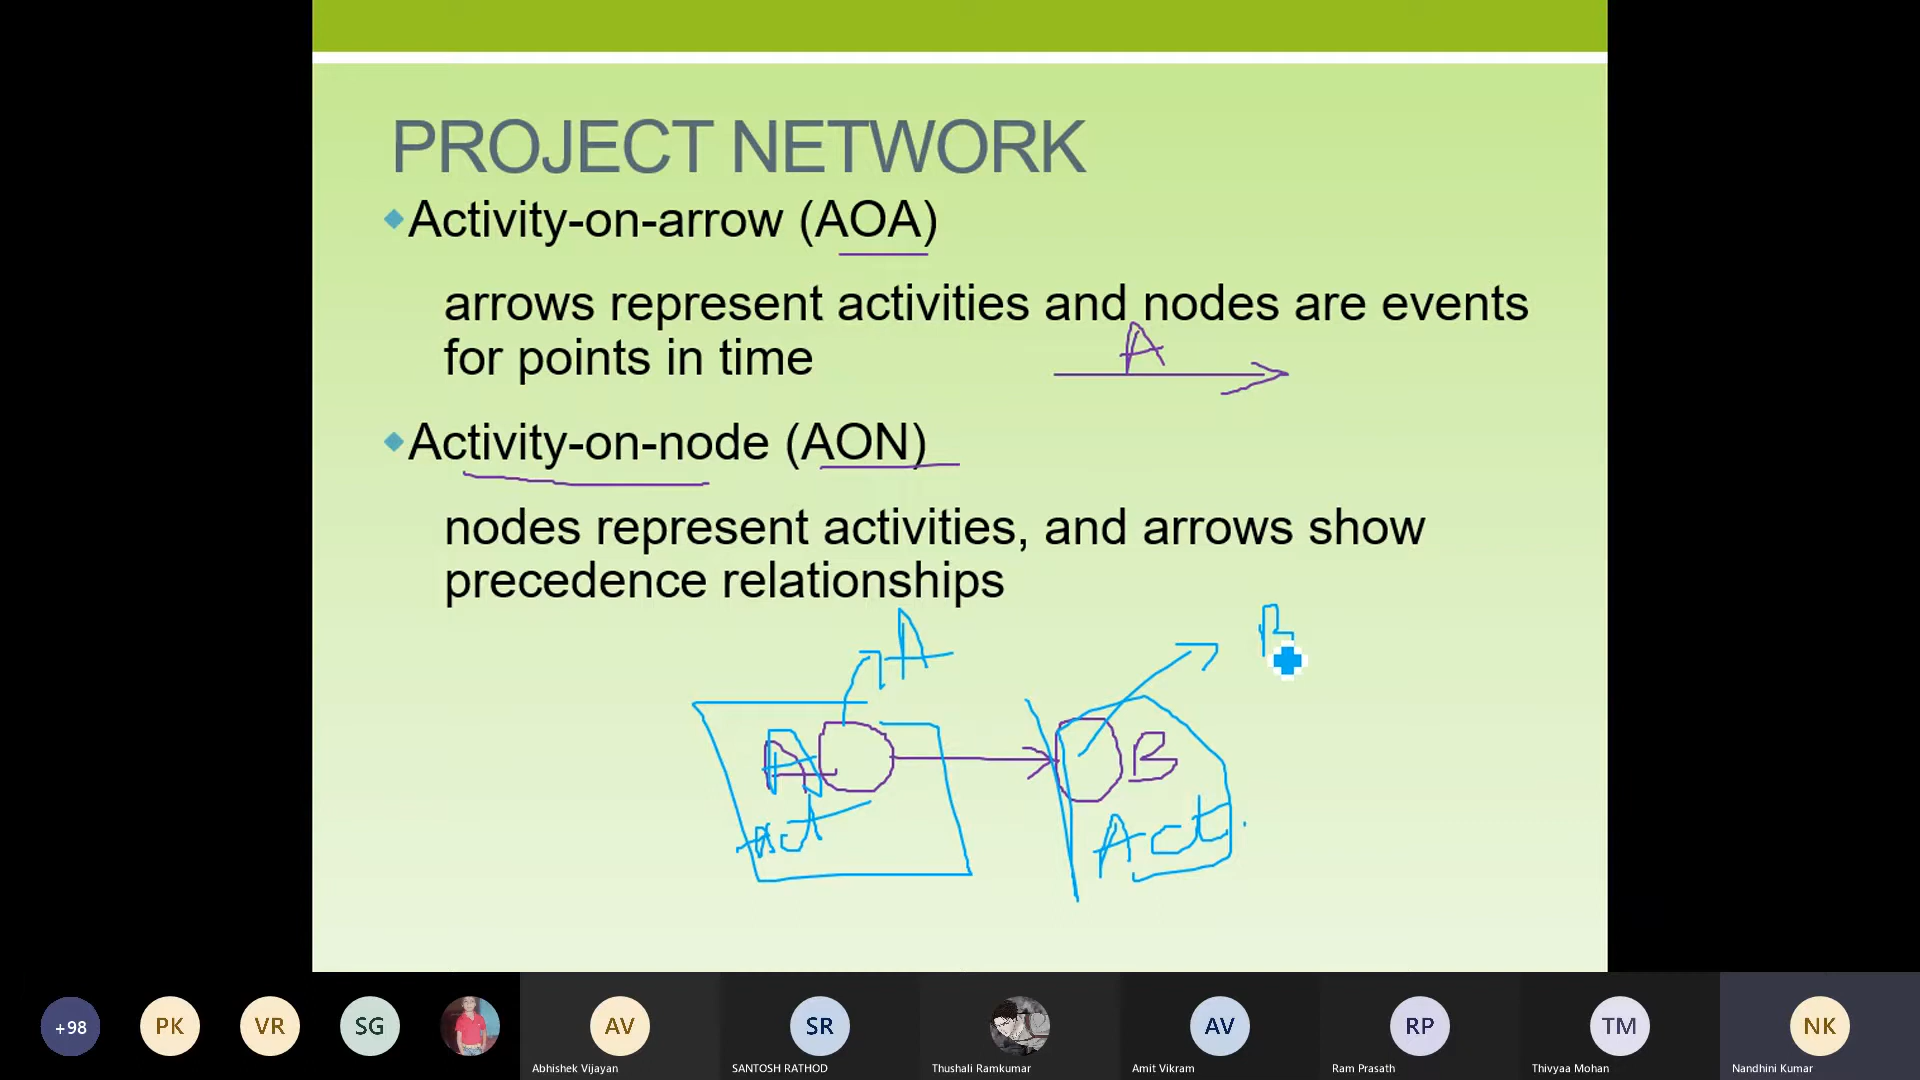 PROJECT NETWORK
Activity-on-arrow (AOA)
arrows represent activities and nodes are events
for points in time
A
Activity-on-node (AON)
nodes represent activities, and arrows show
precedence relationships
A
A
B
Act
Act.
+98
PK
VR
SG
AV
SR
AV
RP
TM
NK
Abhishek Vijayan
SANTOSH RATHOD
Thushali Ramkumar
Amit Vikram
Ram Prasath
Thivyaa Mohan
Nandhini Kumar